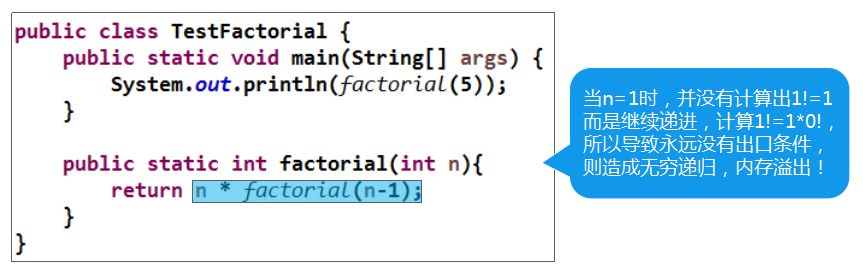 public class TestFactorial {
    public static void main(String[] args) {
        System.out.println(factorial(5));
    }

    public static int factorial(int n){
        return n * factorial(n-1);
    }
}
当n=1时，并没有计算出1!=1
而是继续递进，计算1!=1*0!，
所以导致永远没有出口条件，
则造成无穷递归，内存溢出！